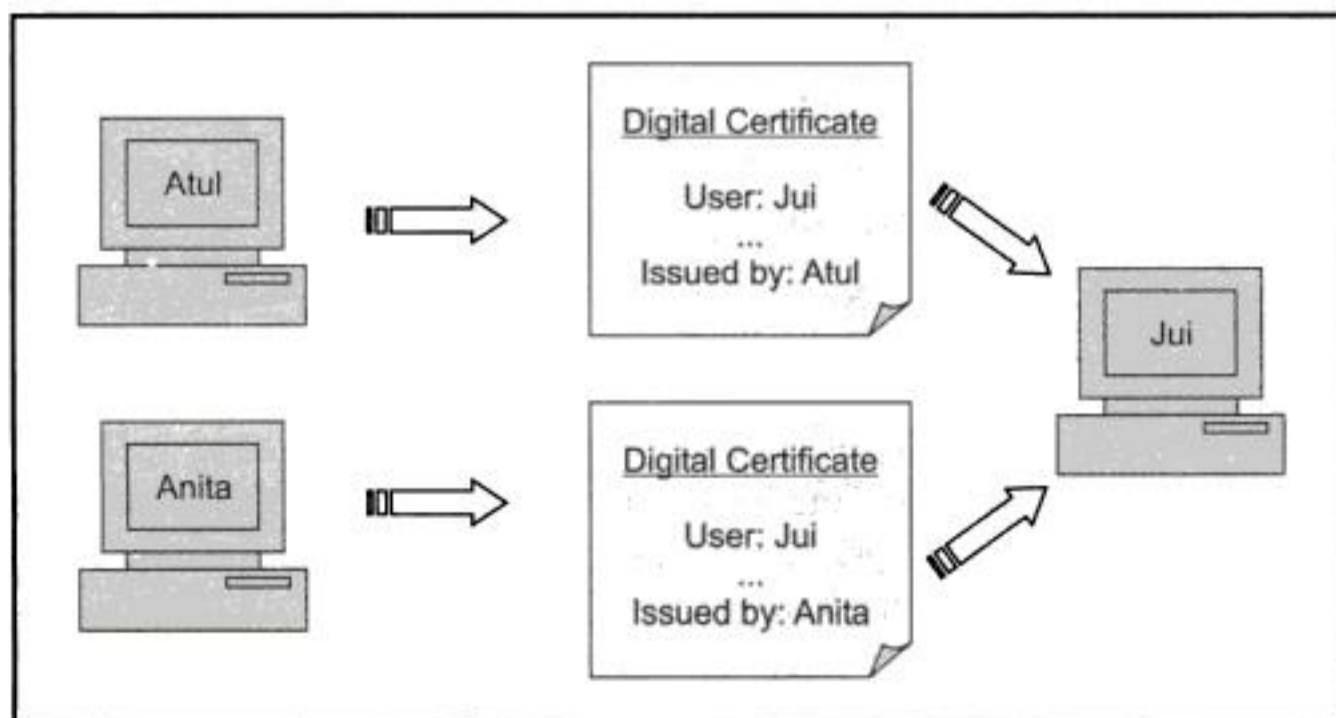 Atul
Digital Certificate
User: Jui
...
Issued by: Atul
Jui
Anita
Digital Certificate
User: Jui
...
Issued by: Anita